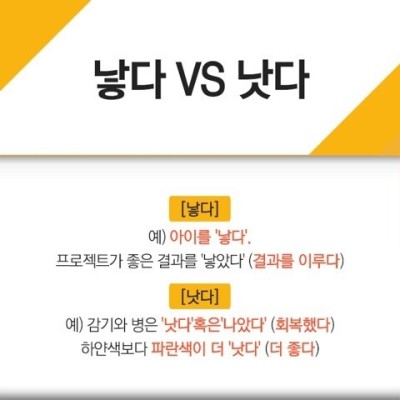 낳다 VS 낫다
[낳다]
예) 아이를 '낳다'.
프로젝트가 좋은 결과를 '낳았다' (결과를 이루다)
[낫다]
예) 감기와 병은 '낫다'혹은'나았다' (회복했다)
하얀색보다 파란색이 더 '낫다' (더 좋다)